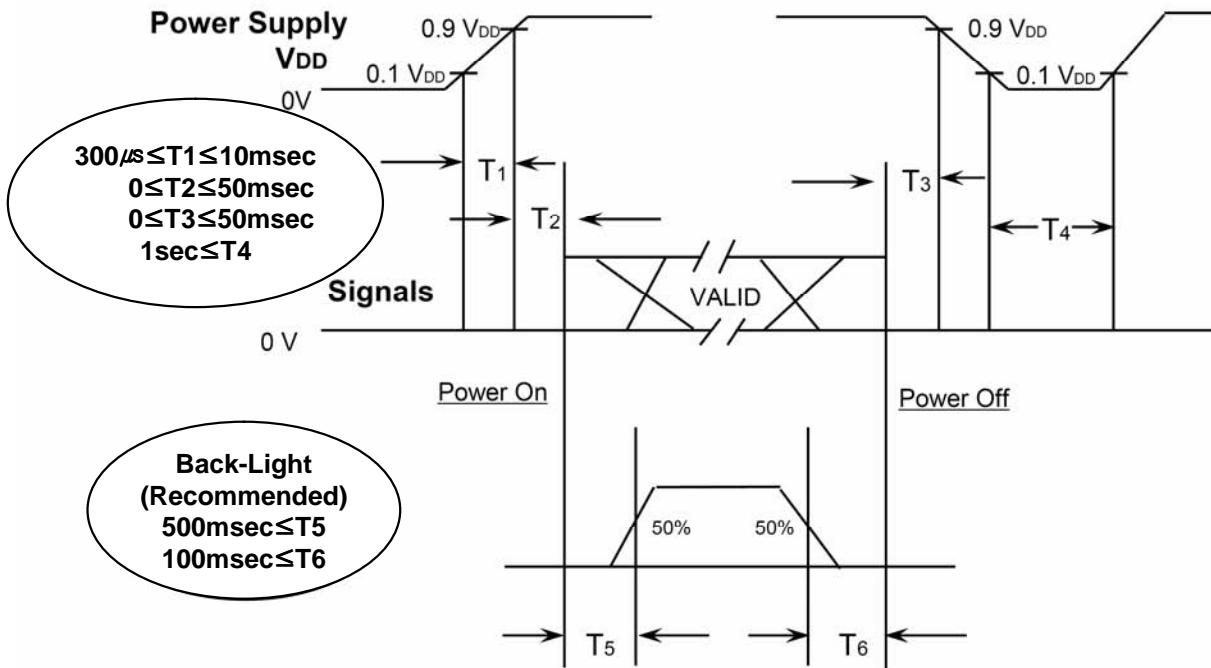 Power Supply
VDD
0.9 VDD
0.1 VDD
0V
0.9 VDD
0.1 VDD
300㎲≤T1≤10msec
0≤T2≤50msec
0≤T3≤50msec
1sec≤T4
T1
T2
T3
T4
Signals
VALID
0 V
Power On
Power Off
Back-Light
(Recommended)
500msec≤T5
100msec≤T6
50%
50%
T5
T6